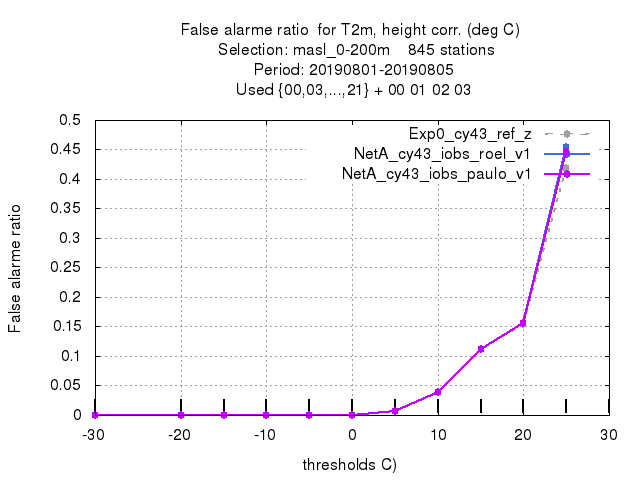 False alarme ratio  for T2m, height corr. (deg C)
Selection: masl_0-200m    845 stations
Period: 20190801-20190805
Used {00,03,...,21} + 00 01 02 03
Exp0_cy43_ref_z
NetA_cy43_iobs_roel_v1
NetA_cy43_iobs_paulo_v1
False alarme ratio
0.5
0.45
0.4
0.35
0.3
0.25
0.2
0.15
0.1
0.05
0
-30 -20 -10 0 10 20 30
thresholds C)